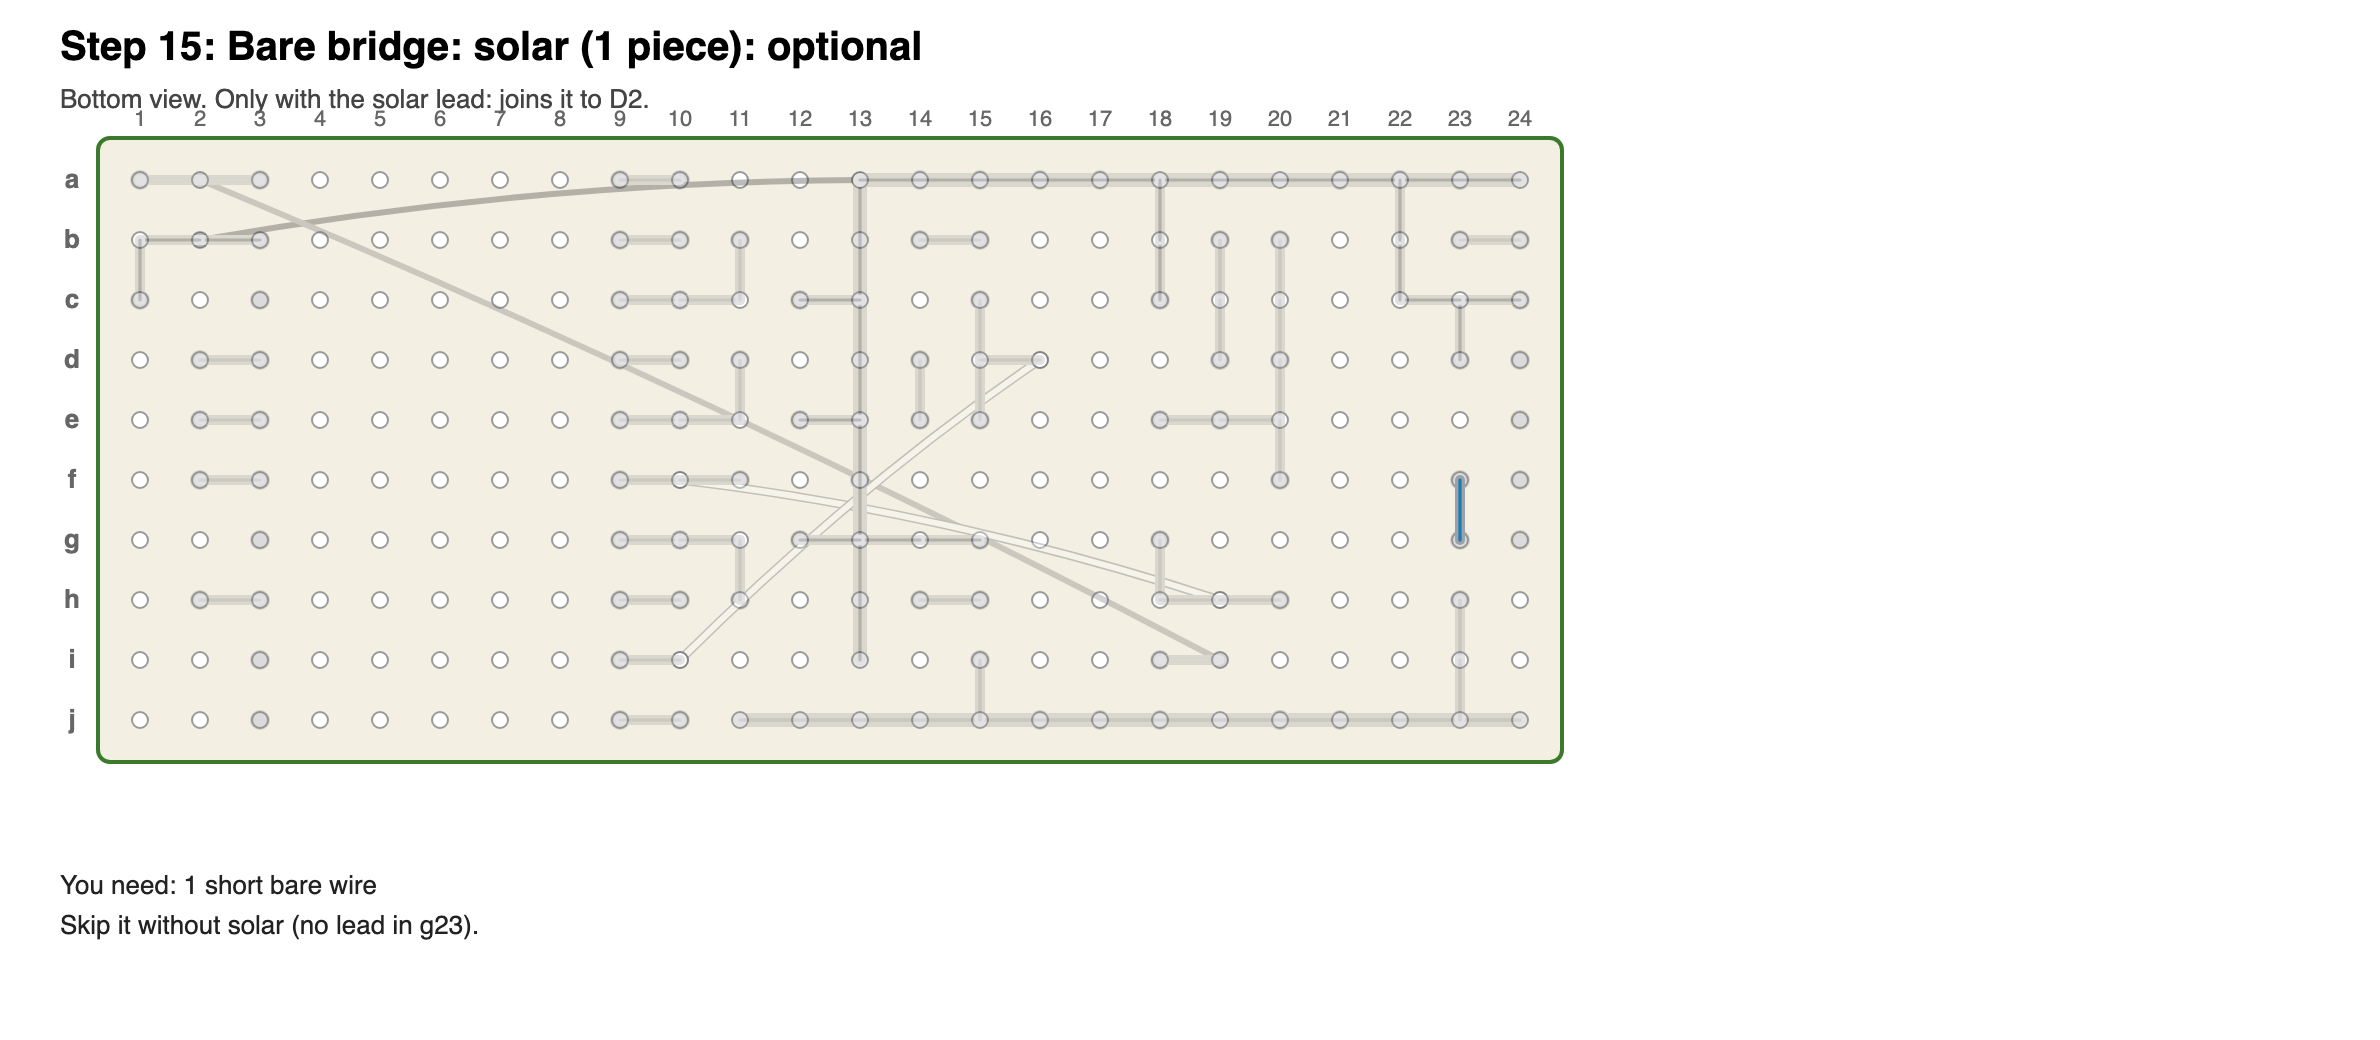 Step 15: Bare bridge: solar (1 piece): optional
Bottom view. Only with the solar lead: joins it to D2.
1 2 3 4 5 6 7 8 9 10 11 12 13 14 15 16 17 18 19 20 21 22 23 24
a
b
c
d
e
f
g
h
i
j
You need: 1 short bare wire
Skip it without solar (no lead in g23).